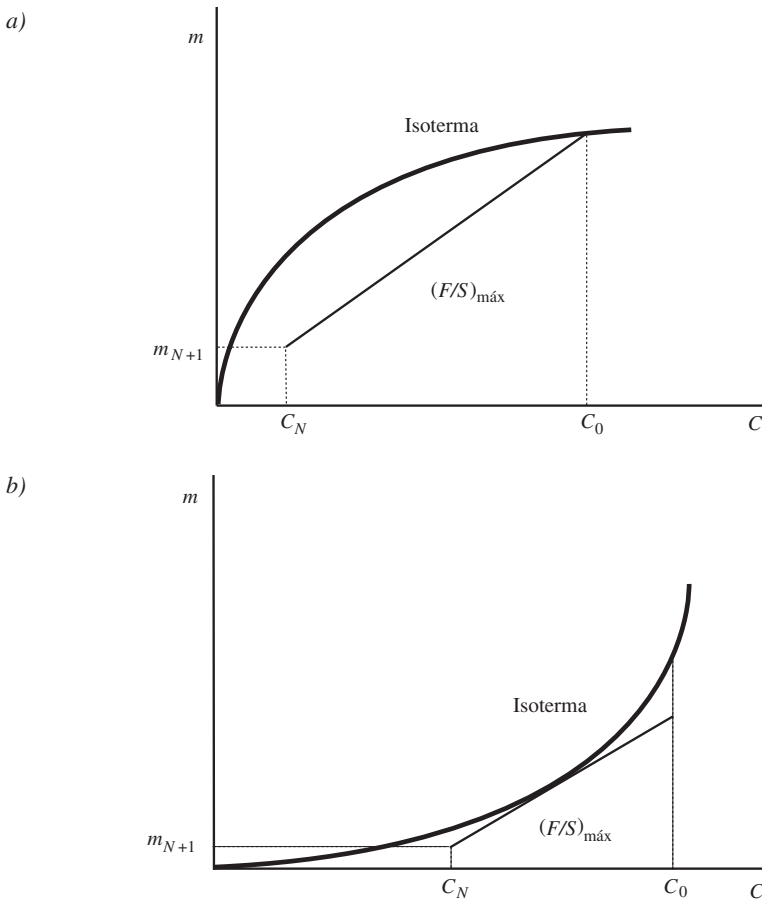 a)
m
Isoterma
(F/S)máx
mN+1
CN
C0
C
b)
m
Isoterma
(F/S)máx
mN+1
CN
C0
C